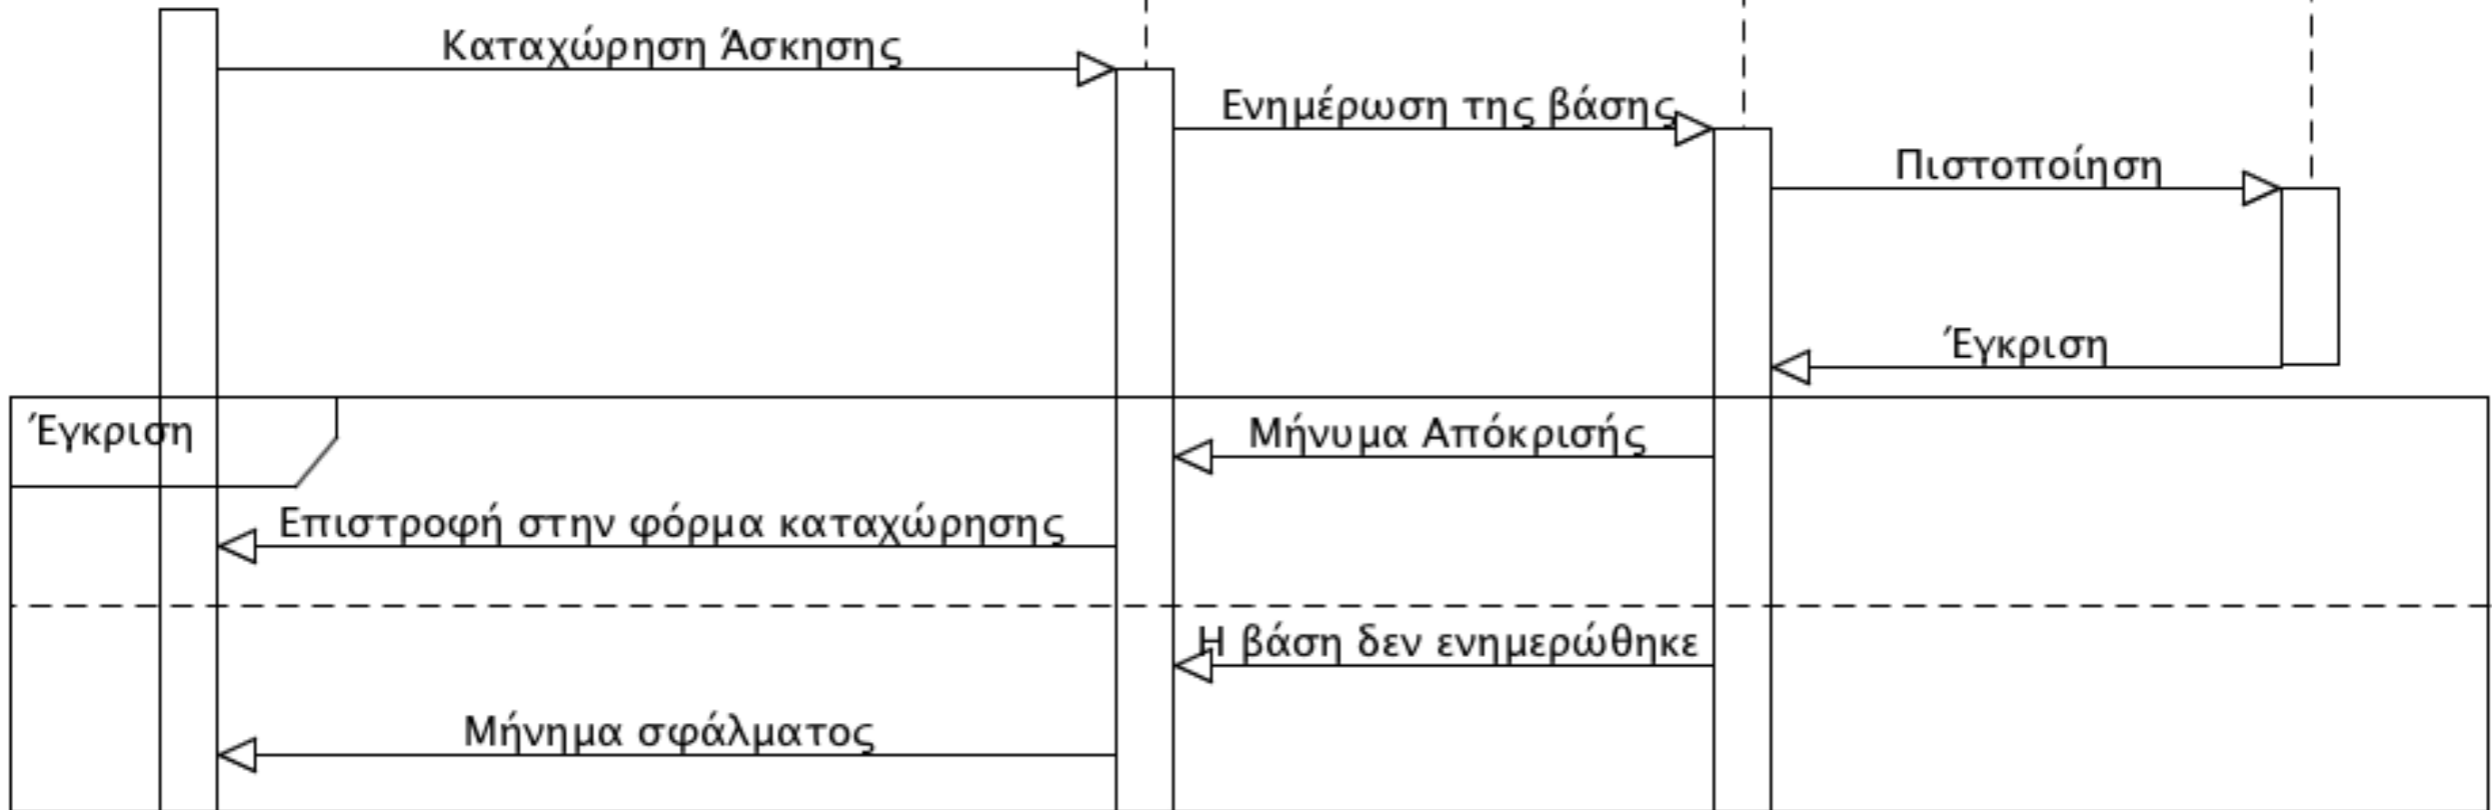 Καταχώρηση Άσκησης
Ενημέρωση της βάσης
Πιστοποίηση
Έγκριση
Έγκριση
Μήνυμα Απόκρισής
Επιστροφή στην φόρμα καταχώρησης
Η βάση δεν ενημερώθηκε
Μήνημα σφάλματος